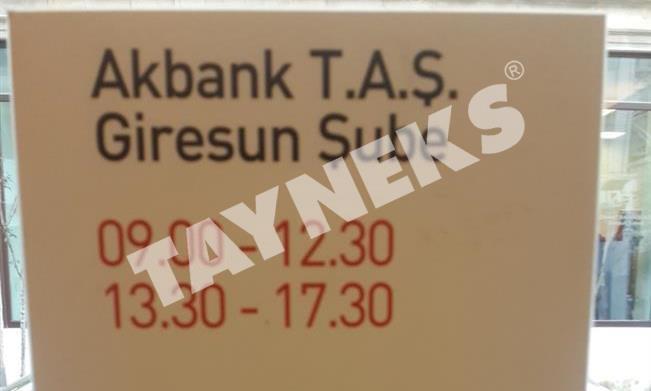 Akbank T.A.Ş.
Giresun Şube
09.00 - 12.30
13.30 - 17.30
TAYNEKS®